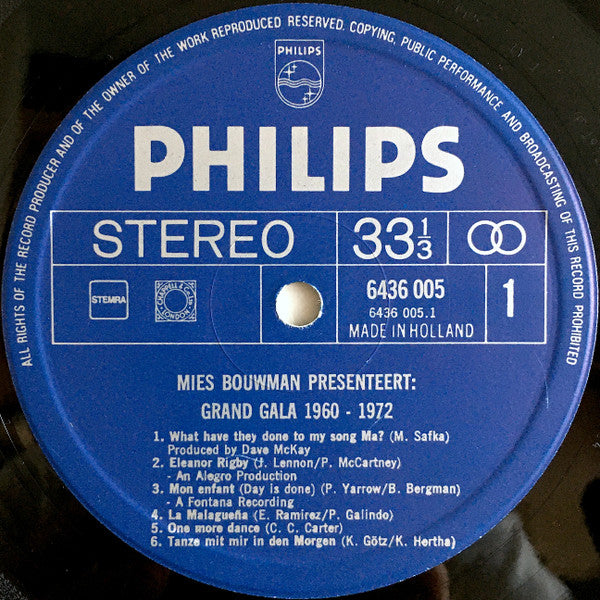 ALL RIGHTS OF THE RECORD PRODUCER AND OF THE OWNER OF THE WORK REPRODUCED RESERVED. COPYING, PUBLIC PERFORMANCE AND BROADCASTING OF THIS RECORD PROHIBITED
PHILIPS
PHILIPS
STEREO 33⅓
STEMRA
CHAPPELL & Co Ltd. LONDON
6436 005 1
6436 005.1
MADE IN HOLLAND
MIES BOUWMAN PRESENTEERT:
GRAND GALA 1960 - 1972
1. What have they done to my song Ma? (M. Safka)
Produced by Dave McKay
2. Eleanor Rigby (J. Lennon/P. McCartney)
- An Alegro Production
3. Mon enfant (Day is done) (P. Yarrow/B. Bergman)
- A Fontana Recording
4. La Malagueña (E. Ramirez/P. Galindo)
5. One more dance (C. C. Carter)
6. Tanze mit mir in den Morgen (K. Götz/K. Hertha)